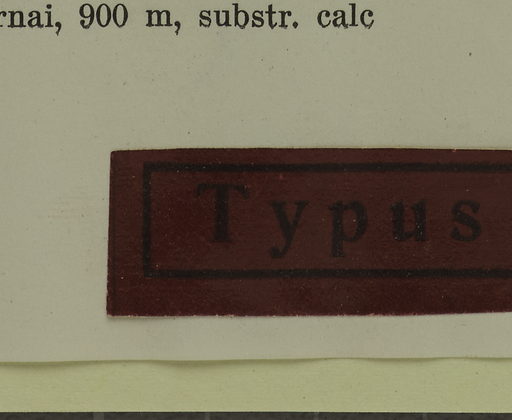 rnai, 900 m, substr. calc
Typus